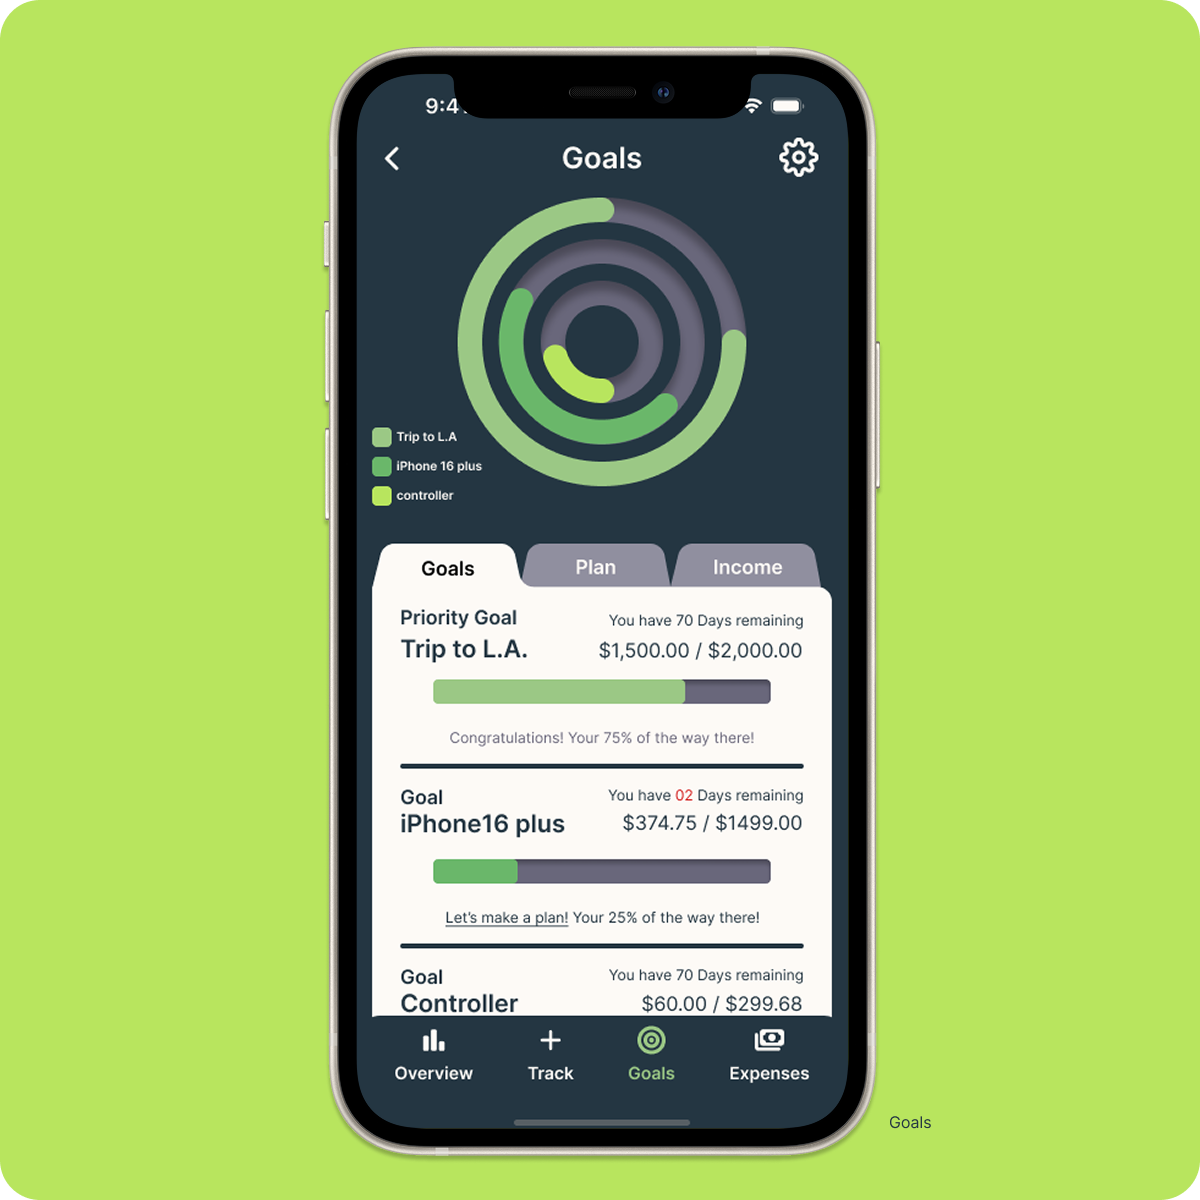 9:4
Goals
Trip to L.A
iPhone 16 plus
controller
Goals
Plan
Income
Priority Goal
You have 70 Days remaining
Trip to L.A.
$1,500.00 / $2,000.00
Congratulations! Your 75% of the way there!
Goal
You have 02 Days remaining
iPhone16 plus
$374.75 / $1499.00
Let's make a plan! Your 25% of the way there!
Goal
You have 70 Days remaining
Controller
$60.00 / $299.68
Overview
Track
Goals
Expenses
Goals